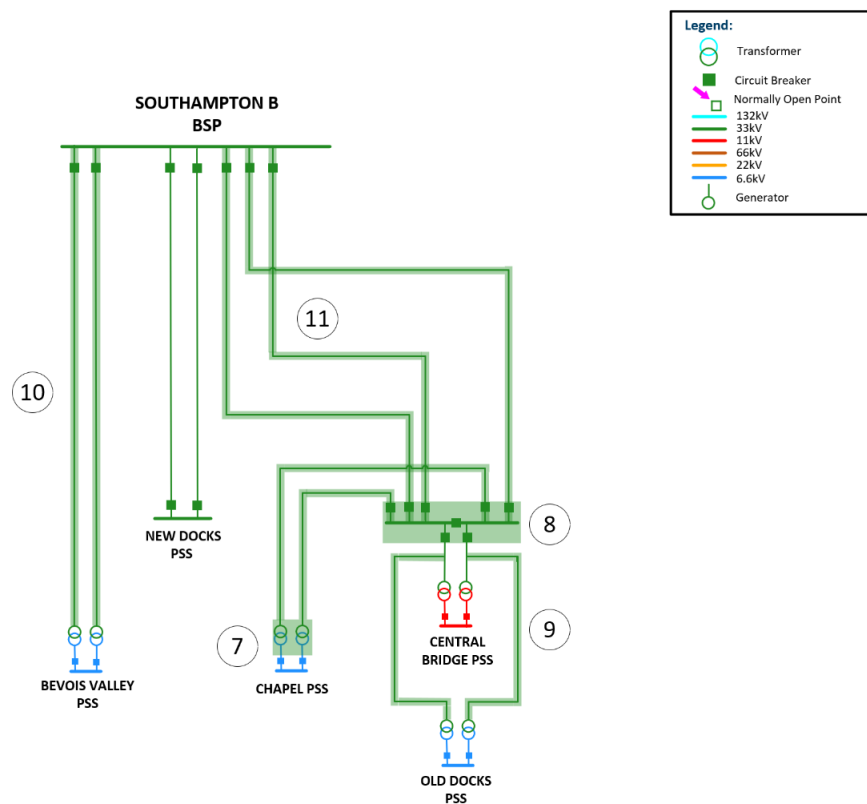 Legend:
Transformer
Circuit Breaker
Normally Open Point
132kV
33kV
11kV
66kV
22kV
6.6kV
Generator
SOUTHAMPTON B
BSP
11
10
8
NEW DOCKS
PSS
7
9
CENTRAL
BRIDGE PSS
BEVOIS VALLEY
PSS
CHAPEL PSS
OLD DOCKS
PSS